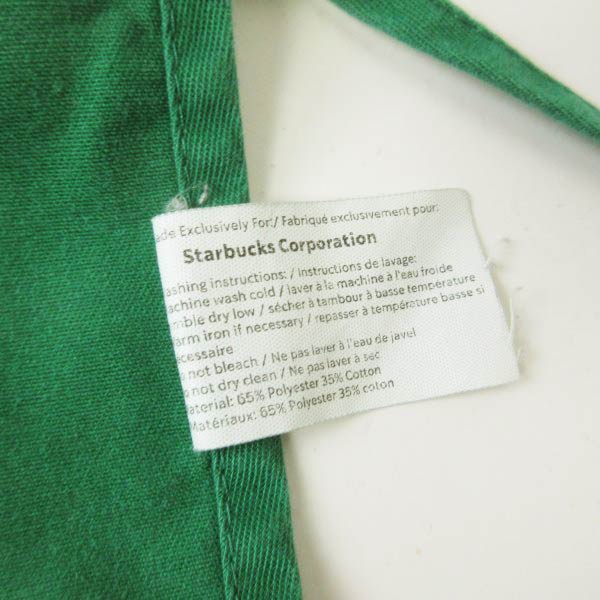 ade Exclusively For:/ Fabriqué exclusivement pour:
Starbucks Corporation
ashing instructions: / Instructions de lavage:
achine wash cold / laver à la machine à l'eau froide
mble dry low / sécher à tambour à basse température
arm iron if necessary / repasser à température basse si
écessaire
o not bleach / Ne pas laver à l'eau de javel
o not dry clean / Ne pas laver à sec
Material: 65% Polyester 35% Cotton
Matériaux: 65% Polyester 35% coton